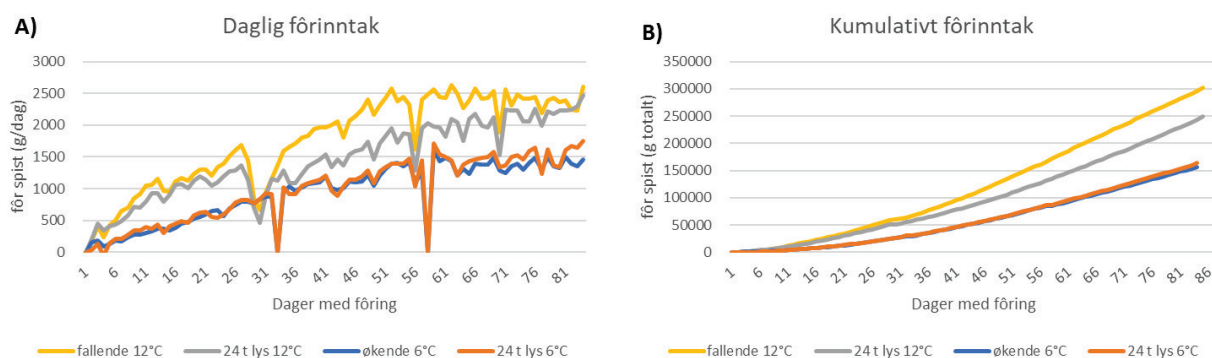 A)
Daglig fôrinntak
fôr spist (g/dag)
3000
2500
2000
1500
1000
500
0
1 6 11 16 21 26 31 36 41 46 51 56 61 66 71 76 81
Dager med fôring
fallende 12°C 24 t lys 12°C økende 6°C 24 t lys 6°C
B)
Kumulativt fôrinntak
fôr spist (g totalt)
350000
300000
250000
200000
150000
100000
50000
0
1 6 11 16 21 26 31 36 41 46 51 56 61 66 71 76 81 86
Dager med fôring
fallende 12°C 24 t lys 12°C økende 6°C 24 t lys 6°C